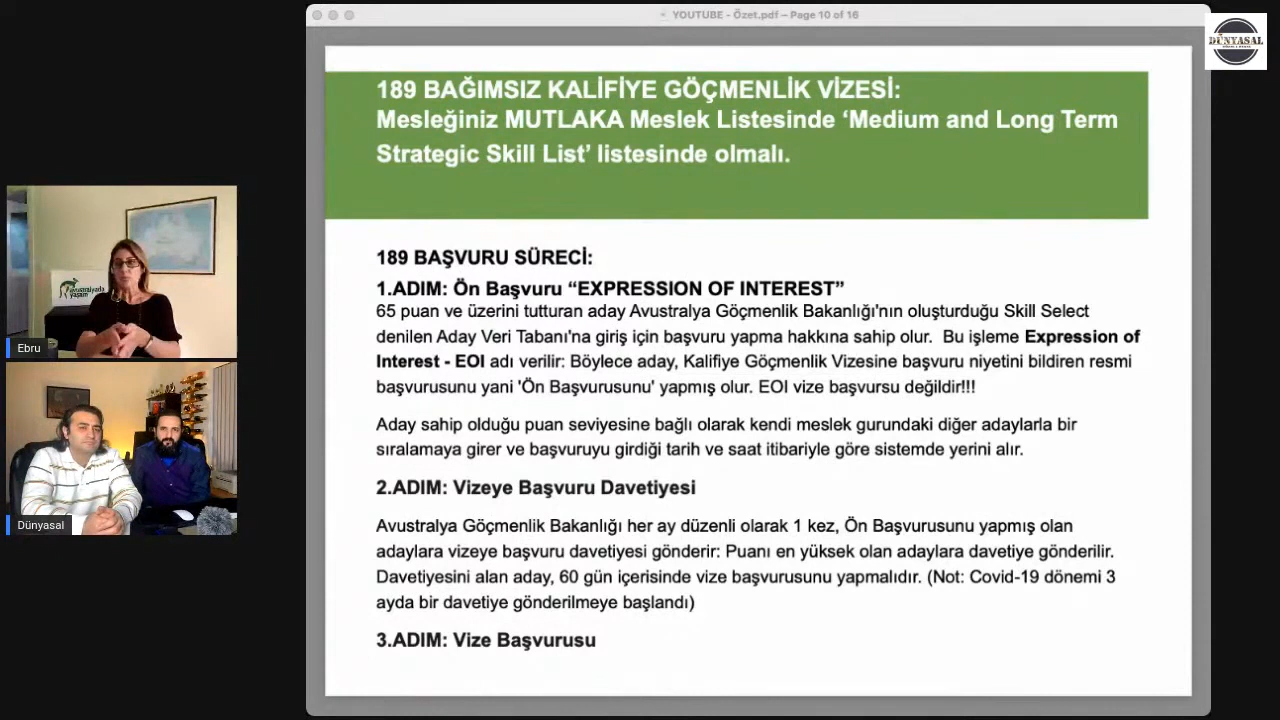 YOUTUBE - Özet.pdf – Page 10 of 16
DÜNYASAL
189 BAĞIMSIZ KALİFİYE GÖÇMENLİK VİZESİ:
Mesleğiniz MUTLAKA Meslek Listesinde ‘Medium and Long Term
Strategic Skill List’ listesinde olmalı.
189 BAŞVURU SÜRECİ:
1.ADIM: Ön Başvuru “EXPRESSION OF INTEREST”
65 puan ve üzerini tutturan aday Avustralya Göçmenlik Bakanlığı'nın oluşturduğu Skill Select
denilen Aday Veri Tabanı'na giriş için başvuru yapma hakkına sahip olur. Bu işleme Expression of
Interest - EOI adı verilir: Böylece aday, Kalifiye Göçmenlik Vizesine başvuru niyetini bildiren resmi
başvurusunu yani 'Ön Başvurusunu' yapmış olur. EOI vize başvursu değildir!!!
Aday sahip olduğu puan seviyesine bağlı olarak kendi meslek gurundaki diğer adaylarla bir
sıralamaya girer ve başvuruyu girdiği tarih ve saat itibariyle göre sistemde yerini alır.
2.ADIM: Vizeye Başvuru Davetiyesi
Avustralya Göçmenlik Bakanlığı her ay düzenli olarak 1 kez, Ön Başvurusunu yapmış olan
adaylara vizeye başvuru davetiyesi gönderir: Puanı en yüksek olan adaylara davetiye gönderilir.
Davetiyesini alan aday, 60 gün içerisinde vize başvurusunu yapmalıdır. (Not: Covid-19 dönemi 3
ayda bir davetiye gönderilmeye başlandı)
3.ADIM: Vize Başvurusu
avustralyada
yaşam
Ebru
Dünyasal